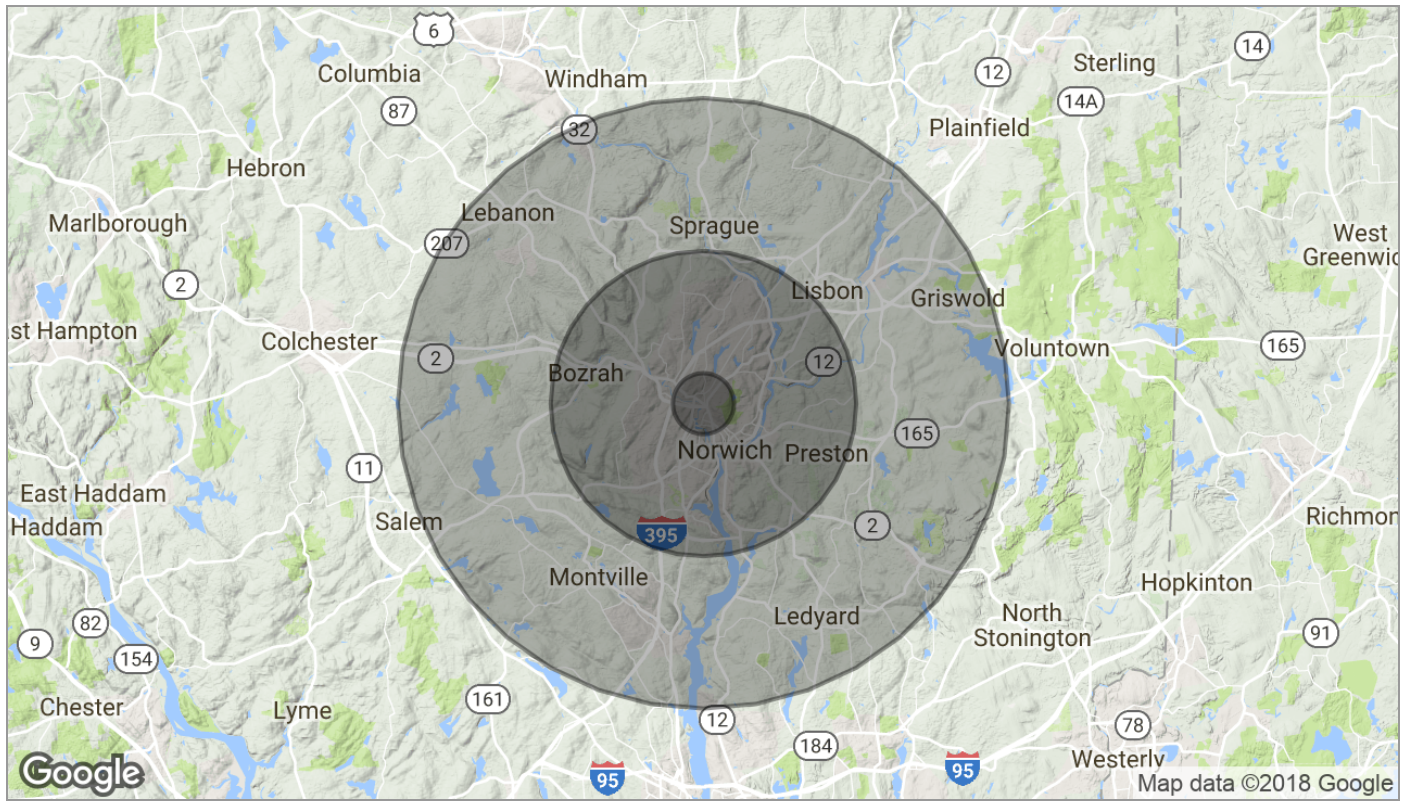 6
14
Columbia
Windham
12
Sterling
87
14A
32
Plainfield
Hebron
Marlborough
Lebanon
Sprague
207
West
Greenwic
2
Lisbon
Griswold
st Hampton
Colchester
2
Bozrah
12
Voluntown
165
165
Norwich
Preston
11
East Haddam
Haddam
Salem
395
2
Richmon
Montville
Hopkinton
Ledyard
North
Stonington
82
9
154
91
161
Chester
Lyme
12
184
78
Westerly
Google
95
95
Map data ©2018 Google